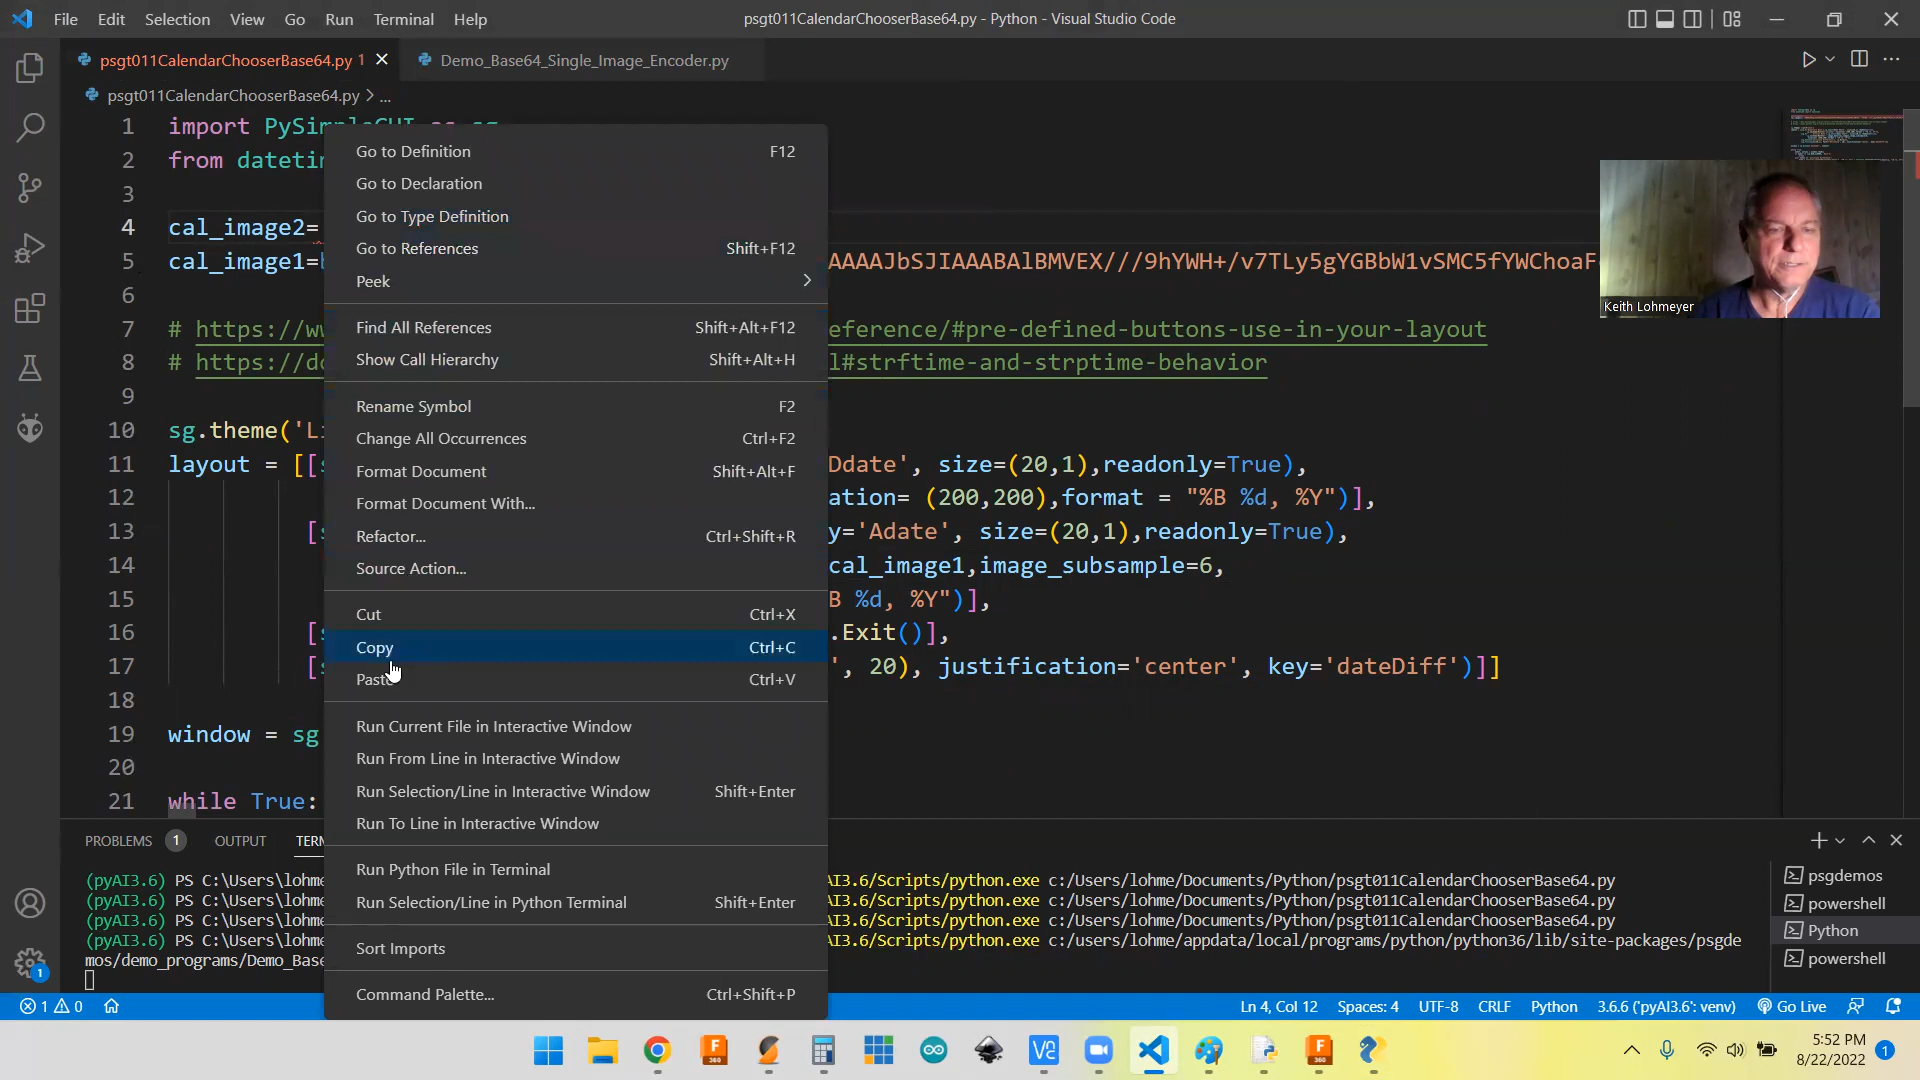 File Edit Selection View Go Run Terminal Help psgt011CalendarChooserBase64.py - Python - Visual Studio Code
psgt011CalendarChooserBase64.py 1 Demo_Base64_Single_Image_Encoder.py
psgt011CalendarChooserBase64.py > ...
1 import PySimpleGUI as sg
2 from datetim
3
4 cal_image2=
5 cal_image1=b AAAAJbSJIAAABAlBMVEX///9hYWH+/v7TLy5gYGBbW1vSMC5fYWChoaF
6
7 # https://ww eference/#pre-defined-buttons-use-in-your-layout
8 # https://do l#strftime-and-strptime-behavior
9
10 sg.theme('Li
11 layout = [[s Ddate', size=(20,1),readonly=True),
12 ation= (200,200),format = "%B %d, %Y")],
13 [s y='Adate', size=(20,1),readonly=True),
14 cal_image1,image_subsample=6,
15 B %d, %Y")],
16 [s .Exit()],
17 [s ', 20), justification='center', key='dateDiff')]]
18
19 window = sg
20
21 while True:
Go to Definition F12
Go to Declaration
Go to Type Definition
Go to References Shift+F12
Peek
Find All References Shift+Alt+F12
Show Call Hierarchy Shift+Alt+H
Rename Symbol F2
Change All Occurrences Ctrl+F2
Format Document Shift+Alt+F
Format Document With...
Refactor... Ctrl+Shift+R
Source Action...
Cut Ctrl+X
Copy Ctrl+C
Paste Ctrl+V
Run Current File in Interactive Window
Run From Line in Interactive Window
Run Selection/Line in Interactive Window Shift+Enter
Run To Line in Interactive Window
Run Python File in Terminal
Run Selection/Line in Python Terminal Shift+Enter
Sort Imports
Command Palette... Ctrl+Shift+P
Keith Lohmeyer
PROBLEMS 1 OUTPUT TERM
(pyAI3.6) PS C:\Users\lohme AI3.6/Scripts/python.exe c:/Users/lohme/Documents/Python/psgt011CalendarChooserBase64.py
(pyAI3.6) PS C:\Users\lohme AI3.6/Scripts/python.exe c:/Users/lohme/Documents/Python/psgt011CalendarChooserBase64.py
(pyAI3.6) PS C:\Users\lohme AI3.6/Scripts/python.exe c:/Users/lohme/Documents/Python/psgt011CalendarChooserBase64.py
(pyAI3.6) PS C:\Users\lohme AI3.6/Scripts/python.exe c:/users/lohme/appdata/local/programs/python/python36/lib/site-packages/psgde
mos/demo_programs/Demo_Bas
psgdemos
powershell
Python
powershell
1
1 0 Ln 4, Col 12 Spaces: 4 UTF-8 CRLF Python 3.6.6 ('pyAI3.6': venv) Go Live
F 360 VC F 360
5:52 PM
8/22/2022 1